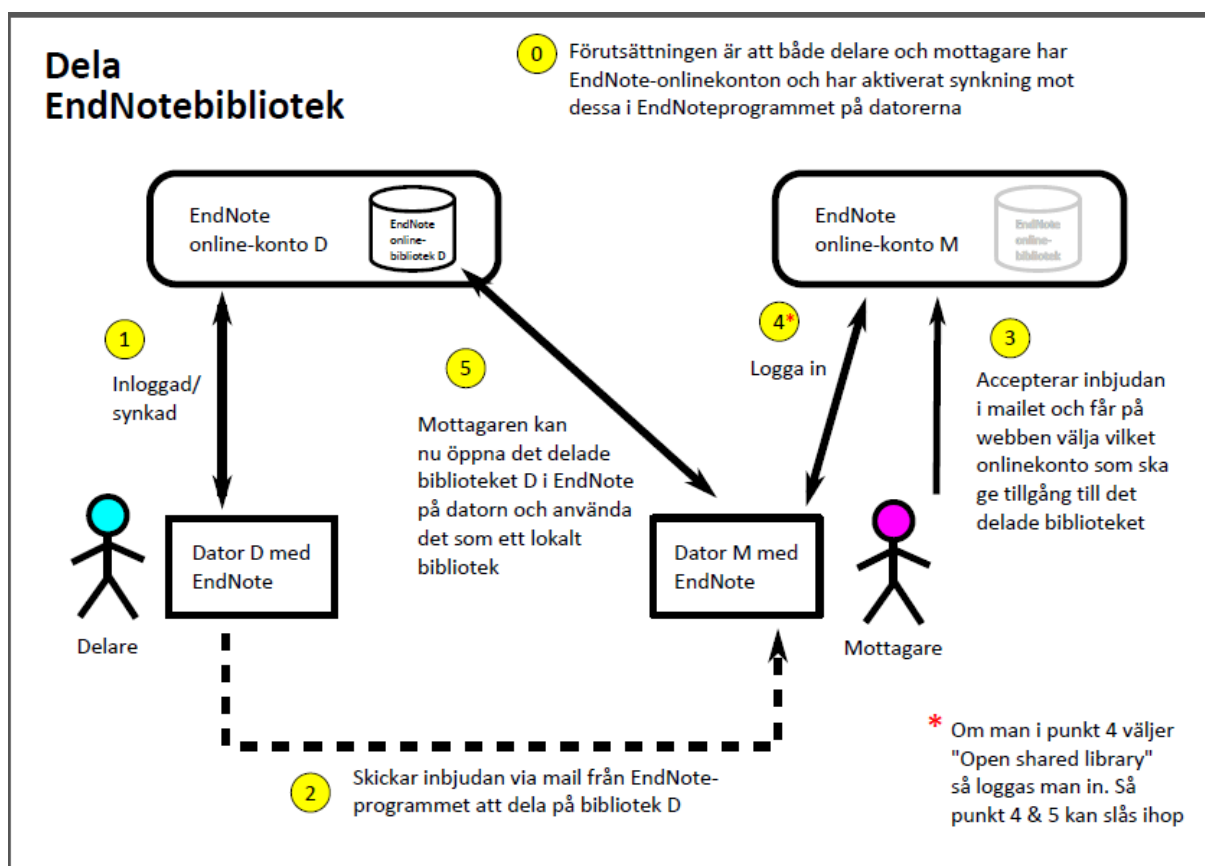 Dela
EndNotebibliotek
0
Förutsättningen är att både delare och mottagare har
EndNote-onlinekonton och har aktiverat synkning mot
dessa i EndNoteprogrammet på datorerna
EndNote
online-konto D
EndNote
online-
bibliotek D
EndNote
online-konto M
EndNote
online-
bibliotek
1
Inloggad/
synkad
5
Mottagaren kan
nu öppna det delade
biblioteket D i EndNote
på datorn och använda
det som ett lokalt
bibliotek
4*
Logga in
3
Accepterar inbjudan
i mailet och får på
webben välja vilket
onlinekonto som ska
ge tillgång till det
delade biblioteket
Dator D med
EndNote
Delare
Dator M med
EndNote
Mottagare
2
Skickar inbjudan via mail från EndNote-
programmet att dela på bibliotek D
* Om man i punkt 4 väljer
"Open shared library"
så loggas man in. Så
punkt 4 & 5 kan slås ihop